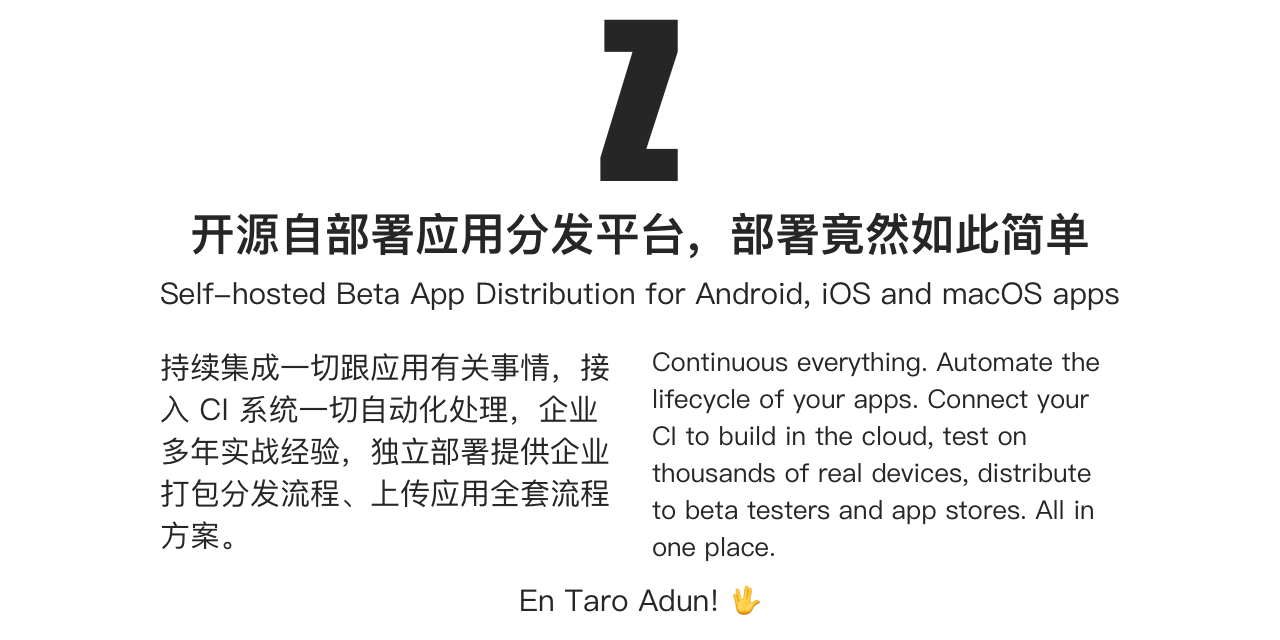 Z
开源自部署应用分发平台，部署竟然如此简单
Self-hosted Beta App Distribution for Android, iOS and macOS apps
持续集成一切跟应用有关事情，接
入 CI 系统一切自动化处理，企业
多年实战经验，独立部署提供企业
打包分发流程、上传应用全套流程
方案。
Continuous everything. Automate the
lifecycle of your apps. Connect your
CI to build in the cloud, test on
thousands of real devices, distribute
to beta testers and app stores. All in
one place.
En Taro Adun! 🖖